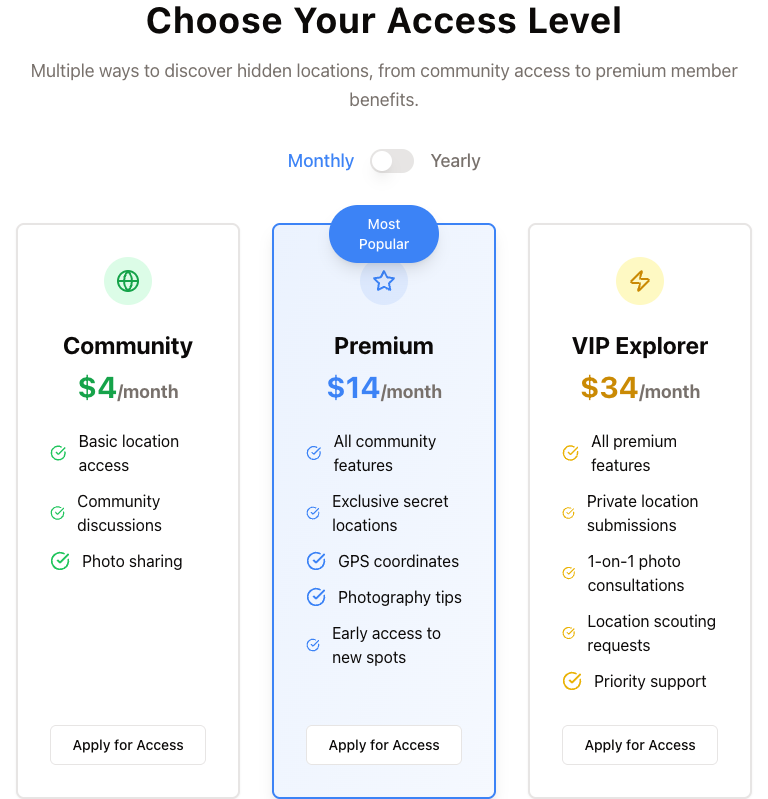 Choose Your Access Level
Multiple ways to discover hidden locations, from community access to premium member
benefits.
Monthly
Yearly
Community
$4/month
Basic location
access
Community
discussions
Photo sharing
Apply for Access
Most
Popular
Premium
$14/month
All community
features
Exclusive secret
locations
GPS coordinates
Photography tips
Early access to
new spots
Apply for Access
VIP Explorer
$34/month
All premium
features
Private location
submissions
1-on-1 photo
consultations
Location scouting
requests
Priority support
Apply for Access